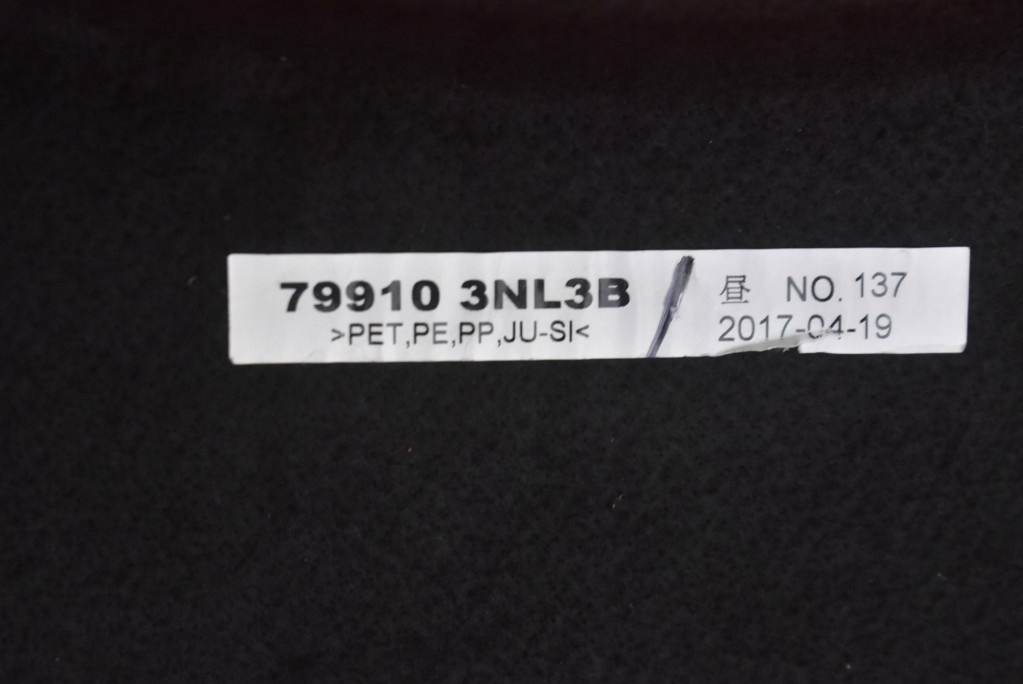 79910 3NL3B
>PET,PE,PP,JU-SI<
昼 NO. 137
2017-04-19